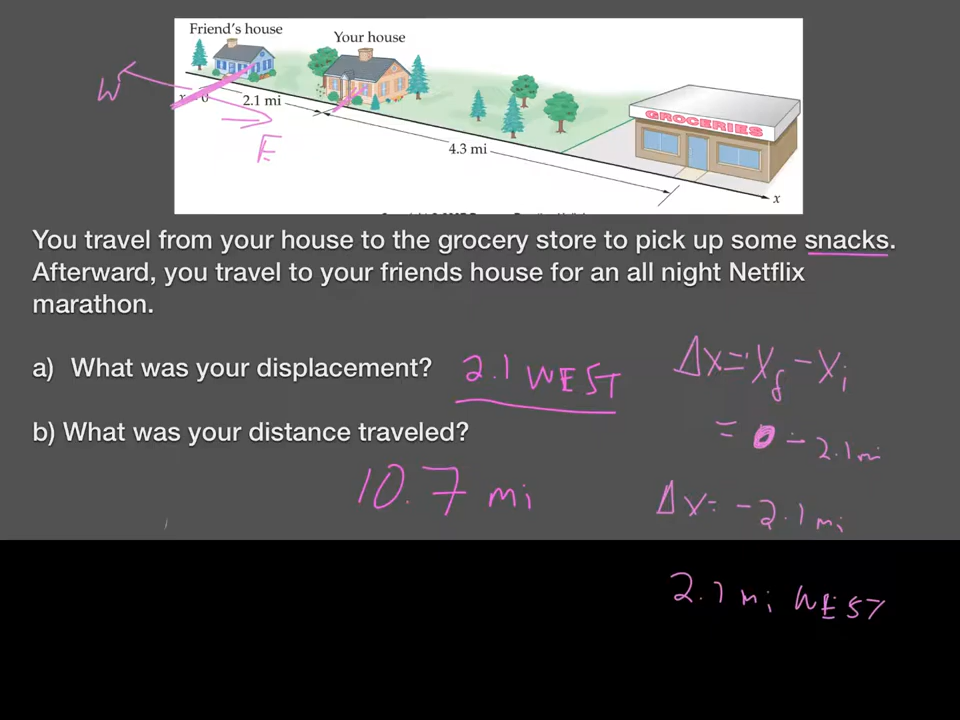 Friend's house
Your house
W
2.1 mi
E
GROCERIES
4.3 mi
x
You travel from your house to the grocery store to pick up some snacks.
Afterward, you travel to your friends house for an all night Netflix
marathon.
a) What was your displacement?
2.1 WEST
Δx = xf - xi
b) What was your distance traveled?
= 0 - 2.1 mi
10.7 mi
Δx = -2.1 mi
2.1 mi WEST